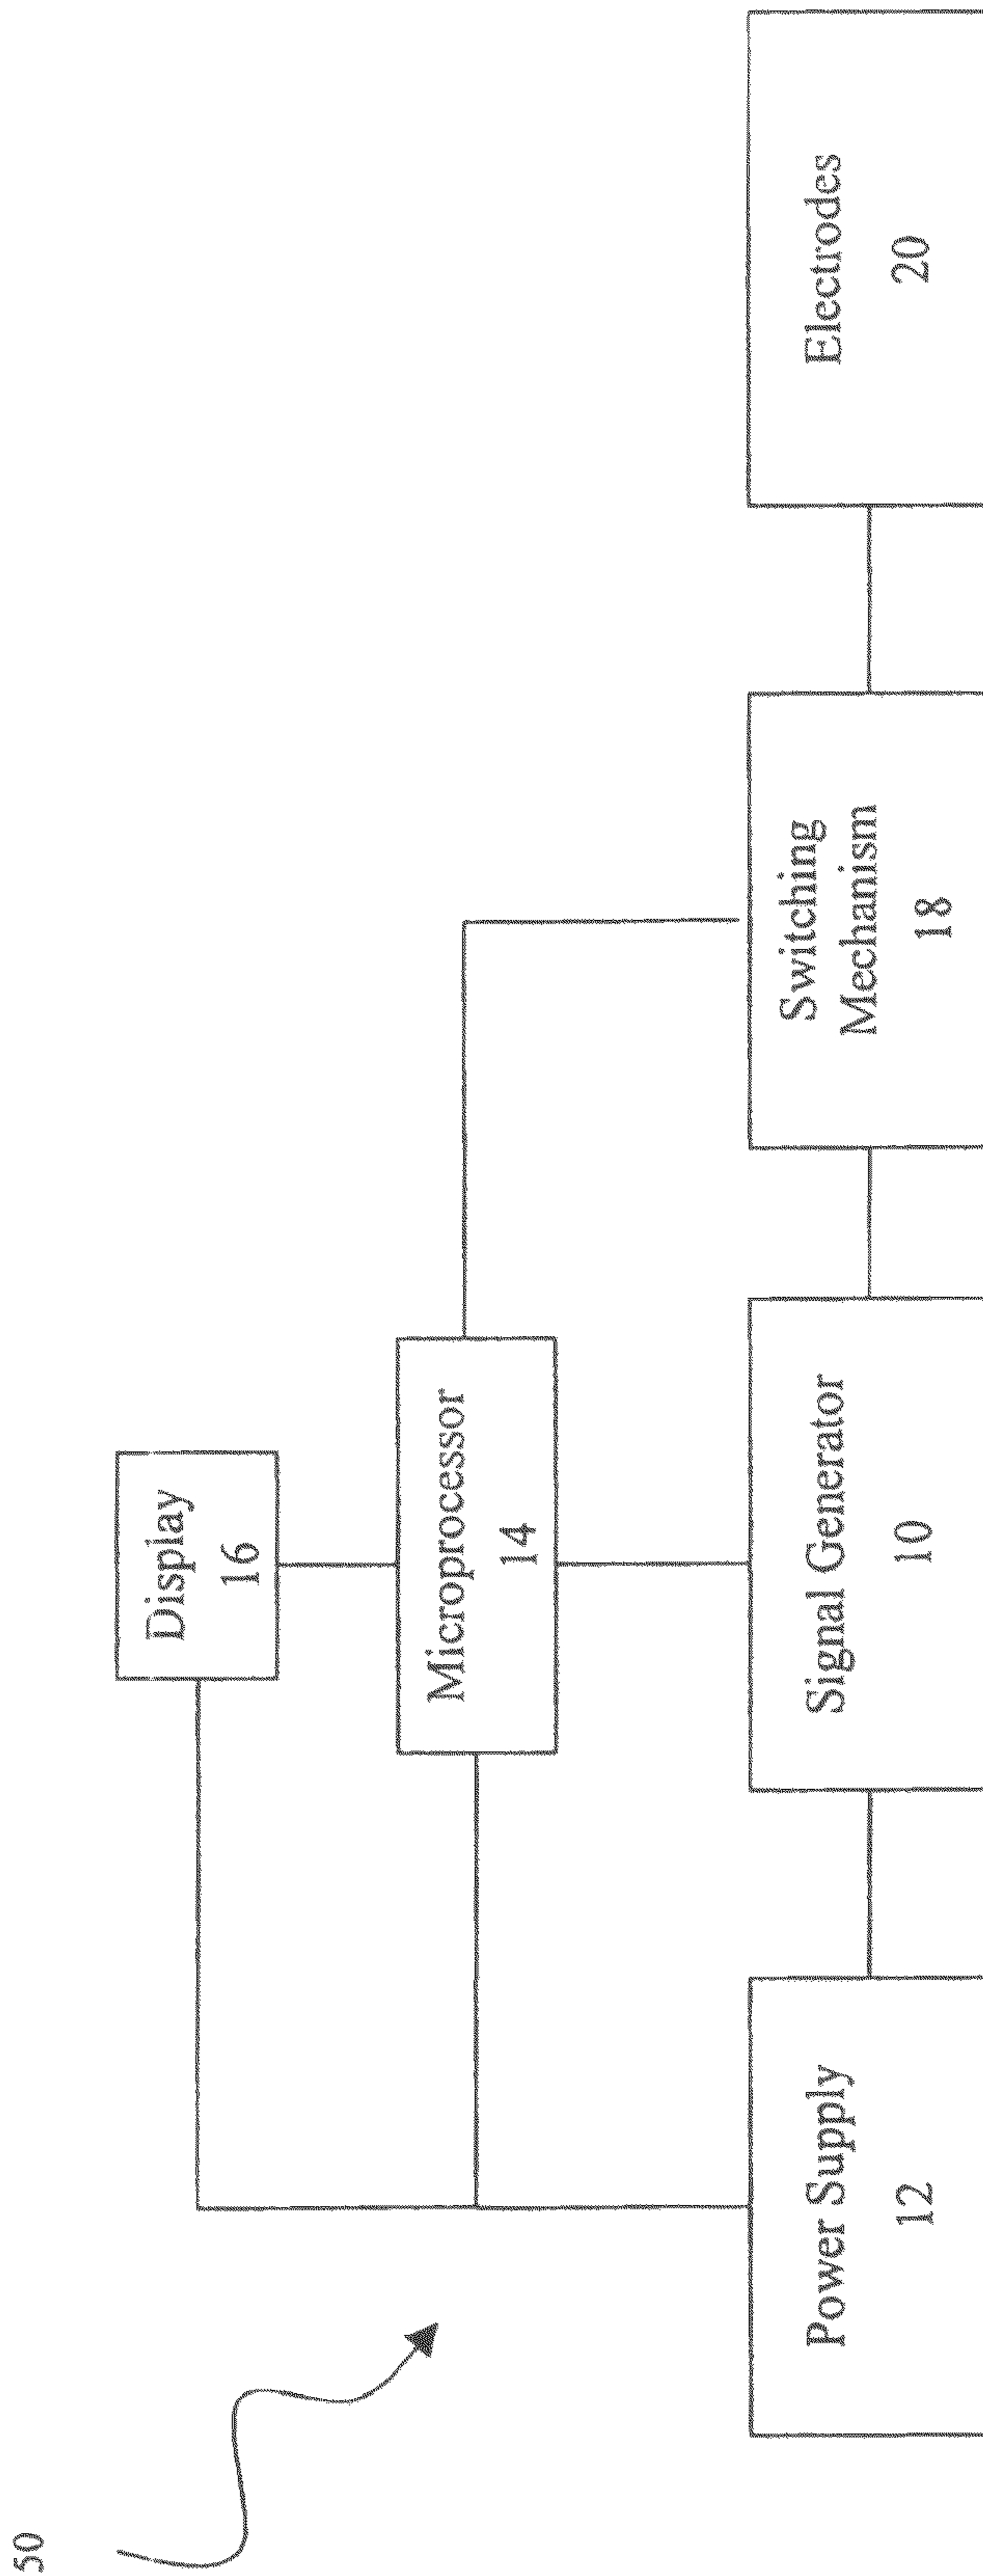 50
Display
16
Microprocessor
14
Power Supply
12
Signal Generator
10
Switching
Mechanism
18
Electrodes
20